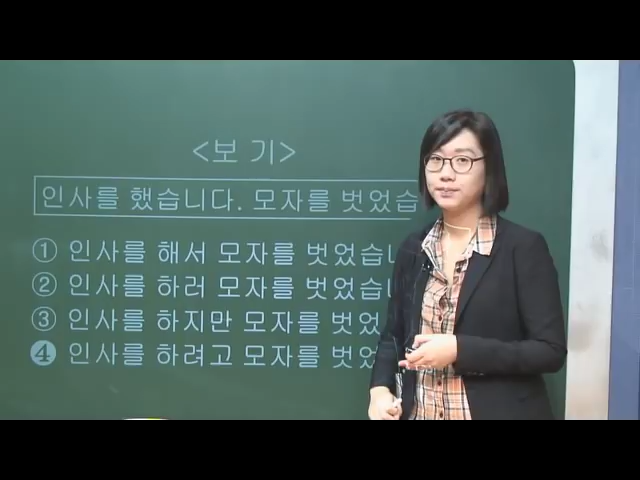 <보 기>
인사를 했습니다. 모자를 벗었습
① 인사를 해서 모자를 벗었습
② 인사를 하러 모자를 벗었습
③ 인사를 하지만 모자를 벗었
④ 인사를 하려고 모자를 벗었